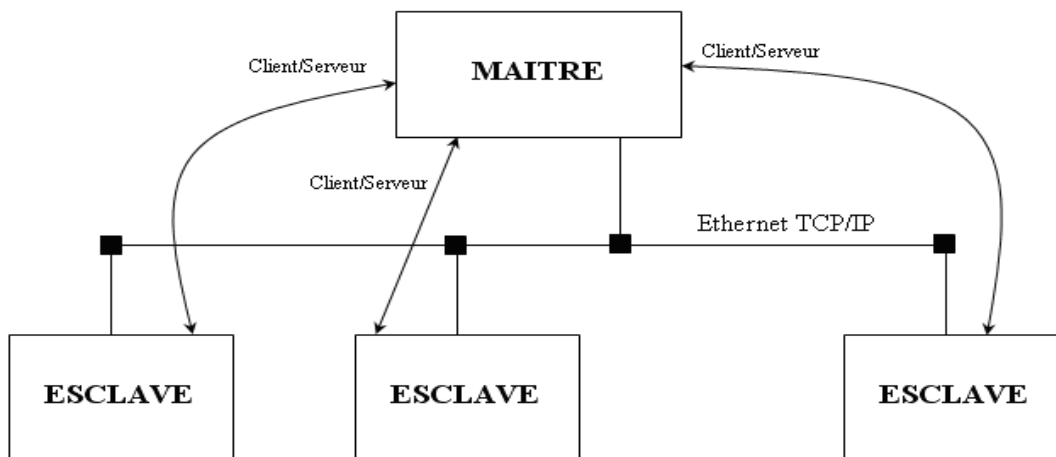 Client/Serveur
MAITRE
Client/Serveur
Client/Serveur
Ethernet TCP/IP
ESCLAVE
ESCLAVE
ESCLAVE